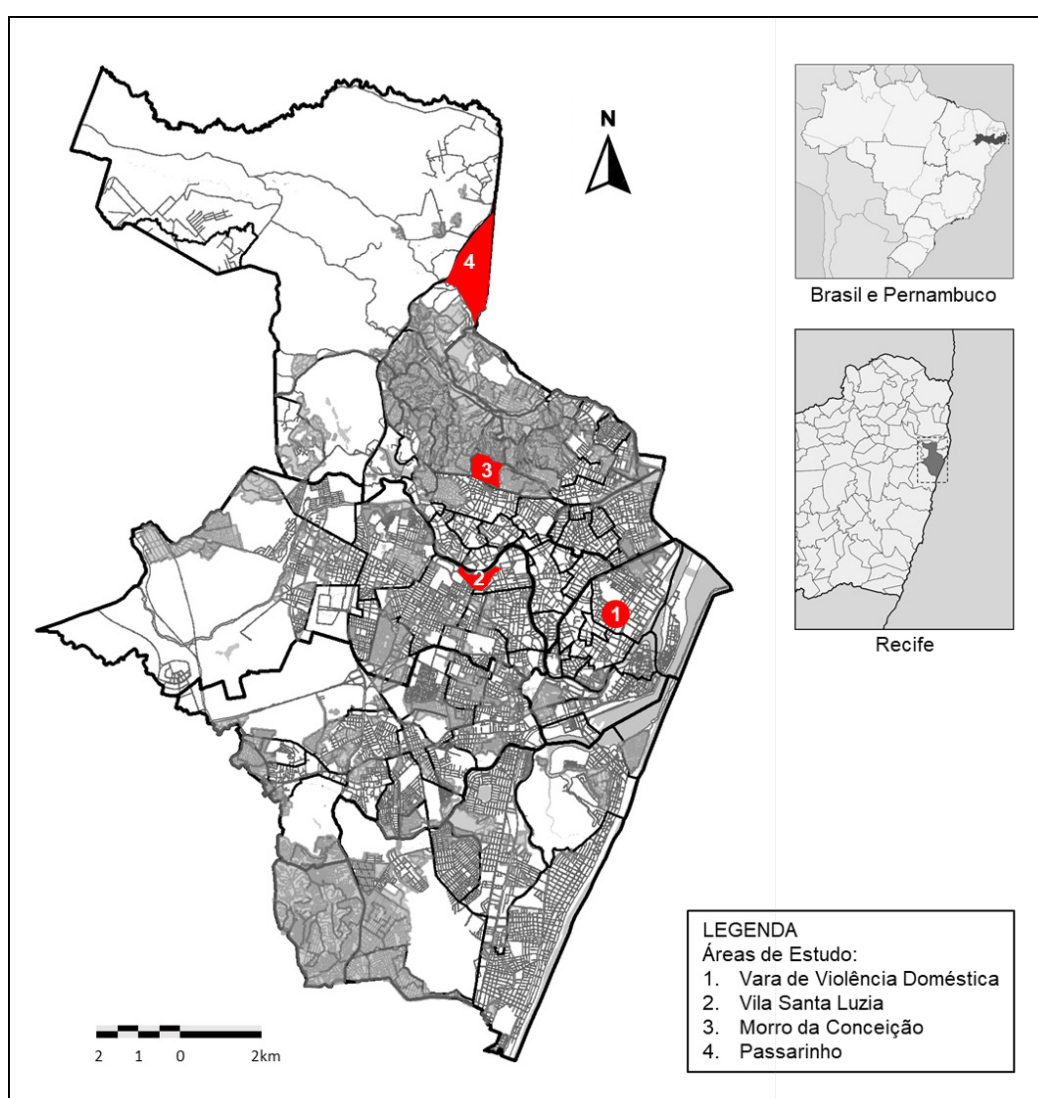 N
4
3
2
1
Brasil e Pernambuco
Recife
LEGENDA
Áreas de Estudo:
1. Vara de Violência Doméstica
2. Vila Santa Luzia
3. Morro da Conceição
4. Passarinho
2 1 0 2km